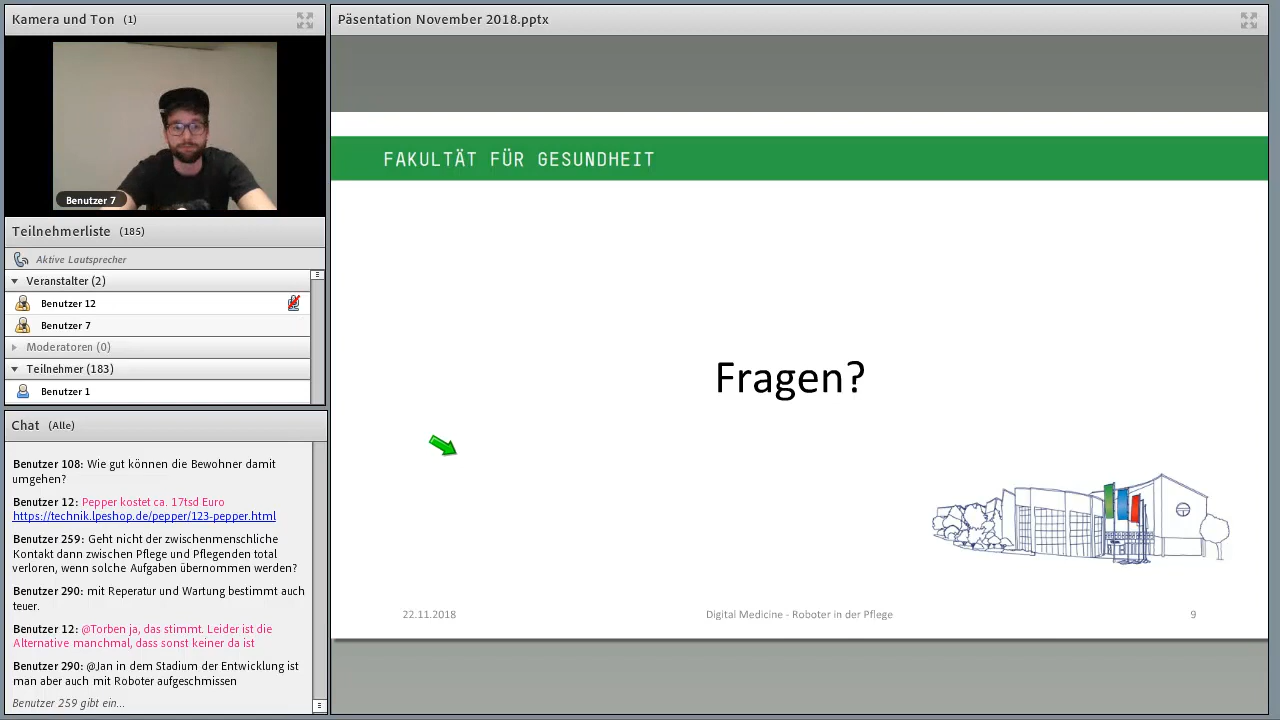 Kamera und Ton (1)
Benutzer 7
Teilnehmerliste (185)
Aktive Lautsprecher
Veranstalter (2)
Benutzer 12
Benutzer 7
Moderatoren (0)
Teilnehmer (183)
Benutzer 1
Chat (Alle)
Benutzer 108: Wie gut können die Bewohner damit
umgehen?
Benutzer 12: Pepper kostet ca. 17tsd Euro
https://technik.lpeshop.de/pepper/123-pepper.html
Benutzer 259: Geht nicht der zwischenmenschliche
Kontakt dann zwischen Pflege und Pflegenden total
verloren, wenn solche Aufgaben übernommen werden?
Benutzer 290: mit Reperatur und Wartung bestimmt auch
teuer.
Benutzer 12: @Torben ja, das stimmt. Leider ist die
Alternative manchmal, dass sonst keiner da ist
Benutzer 290: @Jan in dem Stadium der Entwicklung ist
man aber auch mit Roboter aufgeschmissen
Benutzer 259 gibt ein...
Päsentation November 2018.pptx
FAKULTÄT FÜR GESUNDHEIT
Fragen?
22.11.2018
Digital Medicine - Roboter in der Pflege
9